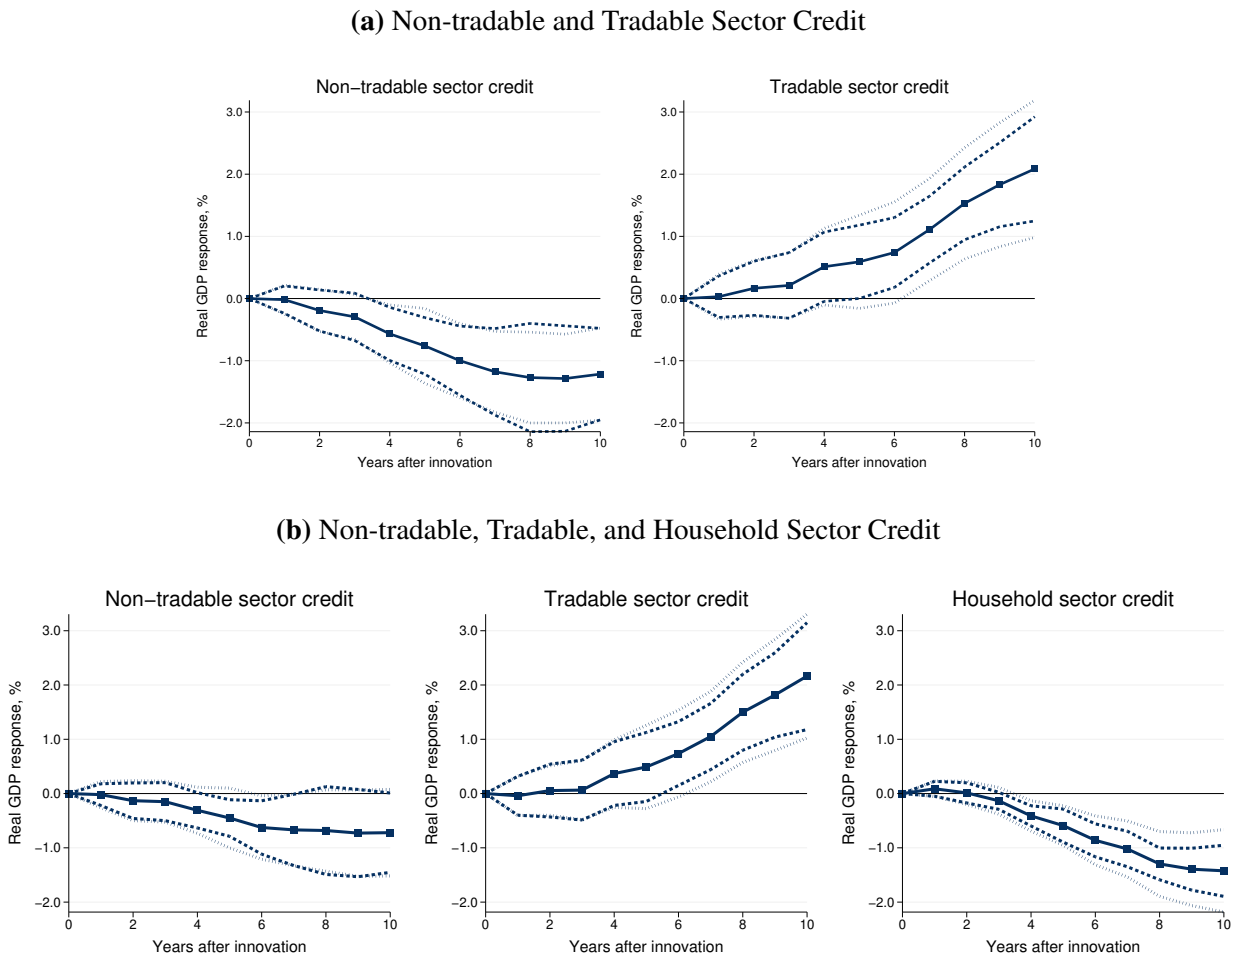 (a) Non-tradable and Tradable Sector Credit
Non−tradable sector credit
Real GDP response, %
3.0
2.0
1.0
0.0
−1.0
−2.0
0 2 4 6 8 10
Years after innovation
Tradable sector credit
Real GDP response, %
3.0
2.0
1.0
0.0
−1.0
−2.0
0 2 4 6 8 10
Years after innovation
(b) Non-tradable, Tradable, and Household Sector Credit
Non−tradable sector credit
Real GDP response, %
3.0
2.0
1.0
0.0
−1.0
−2.0
0 2 4 6 8 10
Years after innovation
Tradable sector credit
Real GDP response, %
3.0
2.0
1.0
0.0
−1.0
−2.0
0 2 4 6 8 10
Years after innovation
Household sector credit
Real GDP response, %
3.0
2.0
1.0
0.0
−1.0
−2.0
0 2 4 6 8 10
Years after innovation